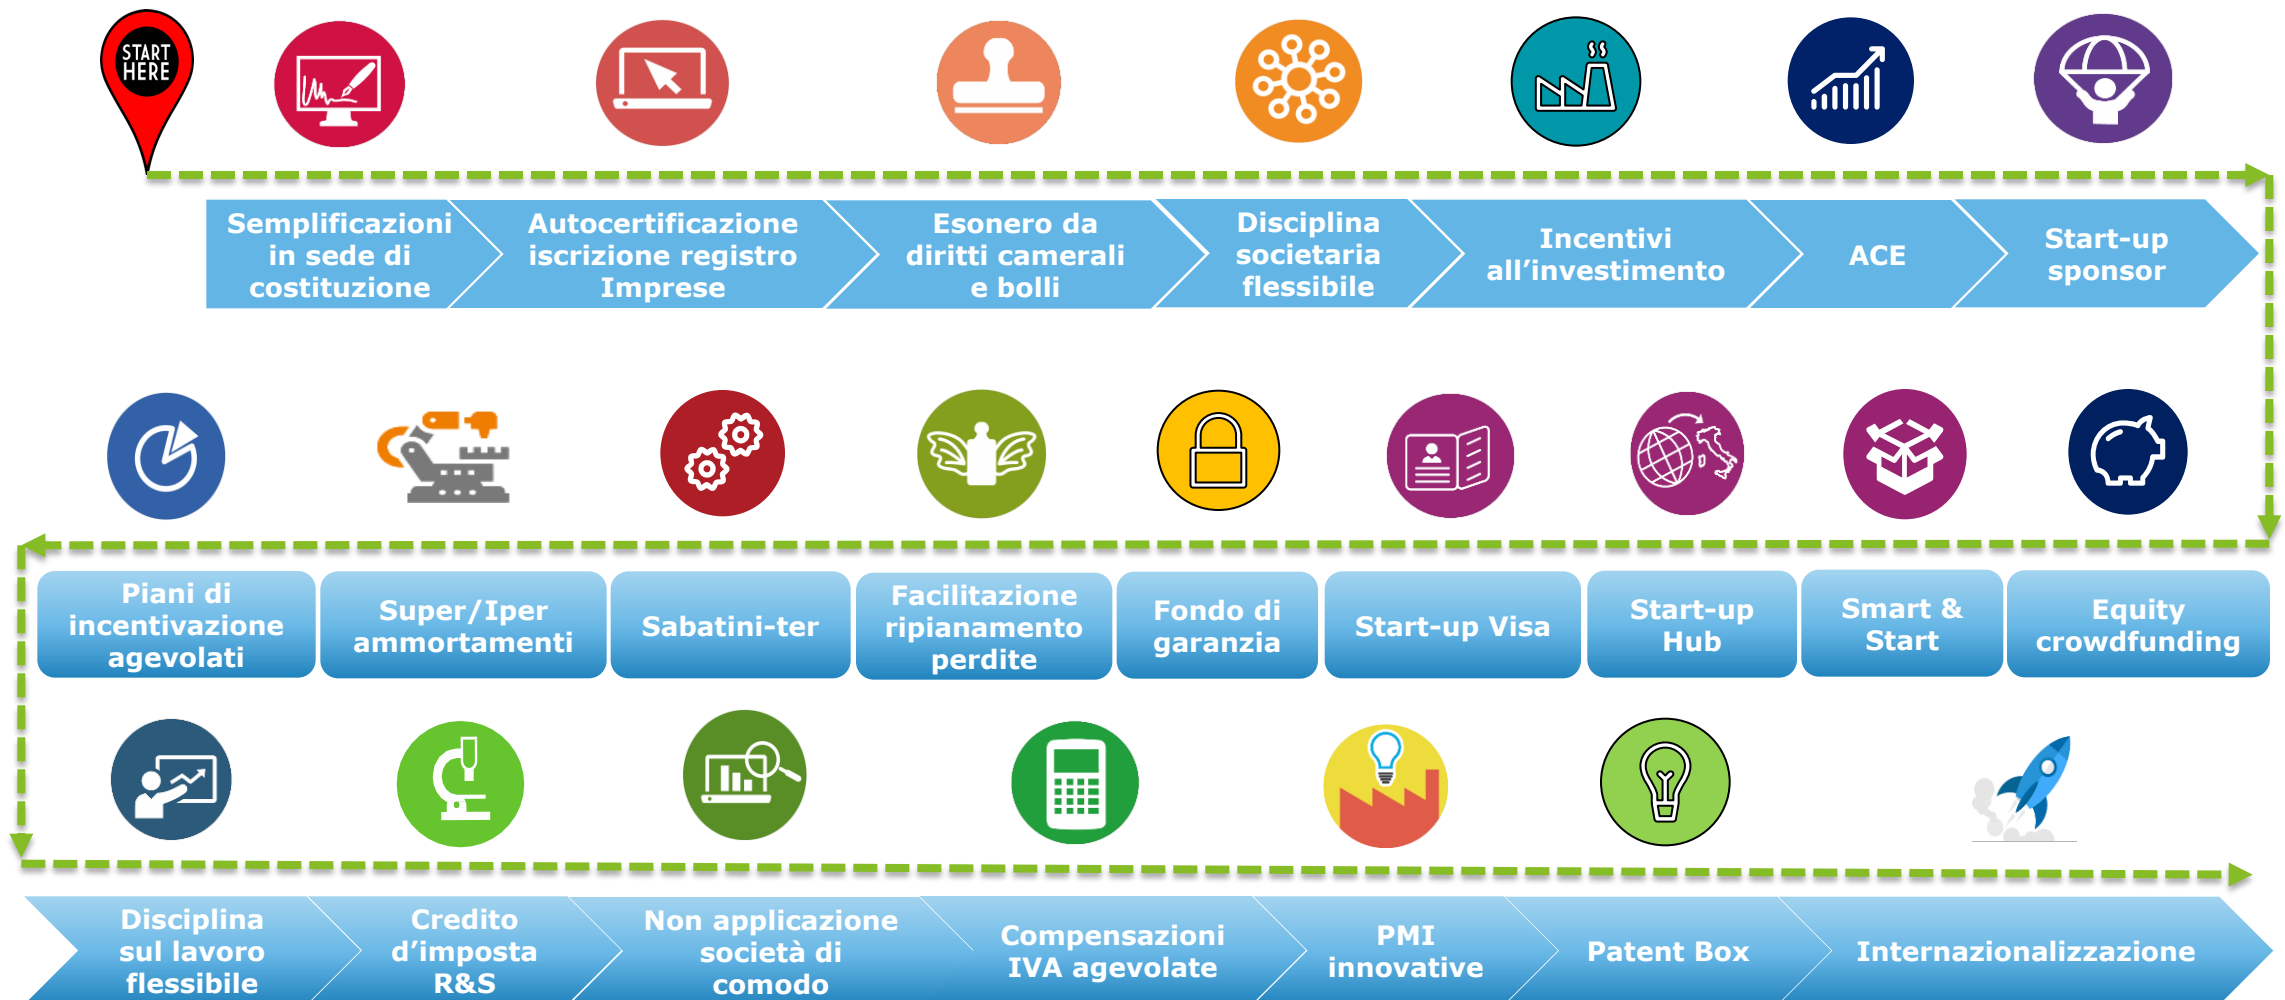 START
HERE
Semplificazioni
in sede di
costituzione
Autocertificazione
iscrizione registro
Imprese
Esonero da
diritti camerali
e bolli
Disciplina
societaria
flessibile
Incentivi
all’investimento
ACE
Start-up
sponsor
Piani di
incentivazione
agevolati
Super/Iper
ammortamenti
Sabatini-ter
Facilitazione
ripianamento
perdite
Fondo di
garanzia
Start-up Visa
Start-up
Hub
Smart &
Start
Equity
crowdfunding
Disciplina
sul lavoro
flessibile
Credito
d’imposta
R&S
Non applicazione
società di
comodo
Compensazioni
IVA agevolate
PMI
innovative
Patent Box
Internazionalizzazione